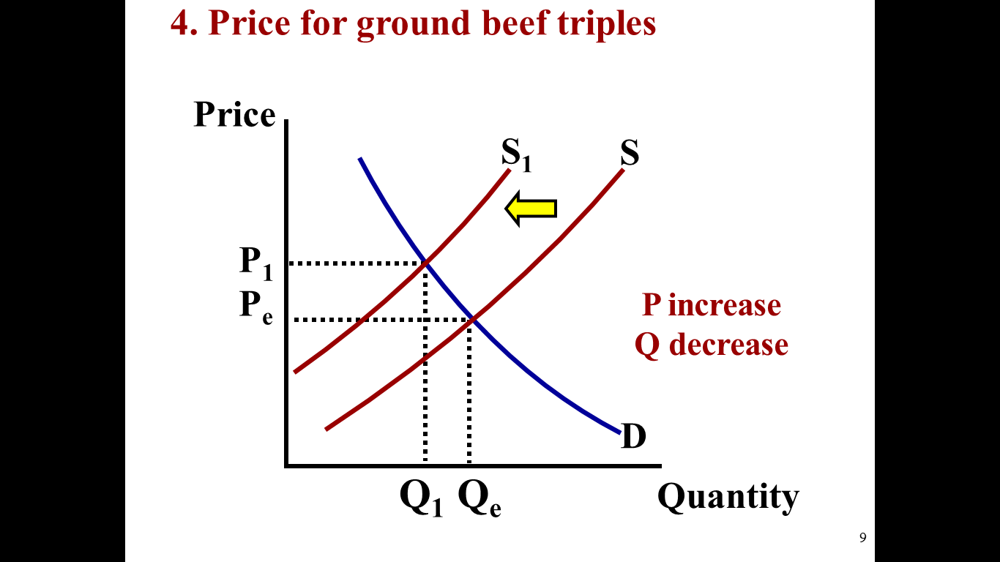 4. Price for ground beef triples
Price
S₁
S
P₁
Pₑ
P increase
Q decrease
D
Q₁ Qₑ
Quantity
9